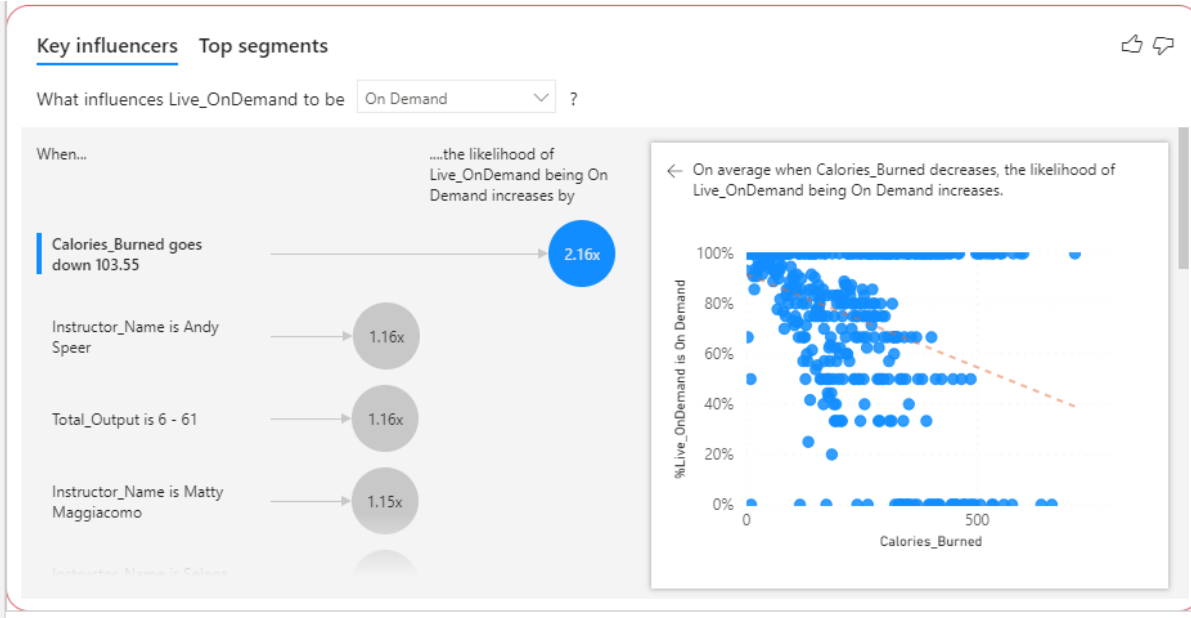 Key influencers Top segments
What influences Live_OnDemand to be On Demand ?
When...
....the likelihood of
Live_OnDemand being On
Demand increases by
Calories_Burned goes
down 103.55
2.16x
Instructor_Name is Andy
Speer
1.16x
Total_Output is 6 - 61
1.16x
Instructor_Name is Matty
Maggiacomo
1.15x
Instructor_Name is Selena
On average when Calories_Burned decreases, the likelihood of
Live_OnDemand being On Demand increases.
%Live_OnDemand is On Demand
100%
80%
60%
40%
20%
0%
0
500
Calories_Burned